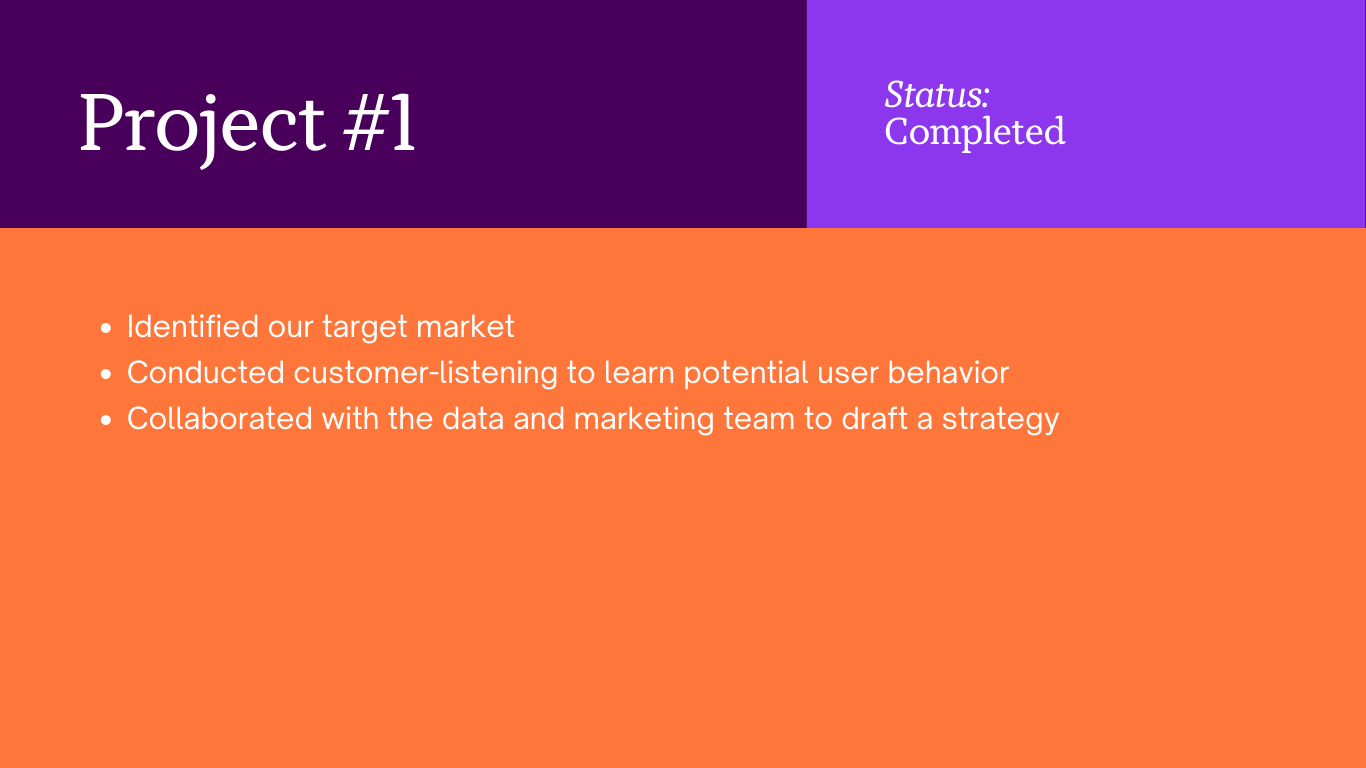 Project #1
Status:
Completed
• Identified our target market
• Conducted customer-listening to learn potential user behavior
• Collaborated with the data and marketing team to draft a strategy